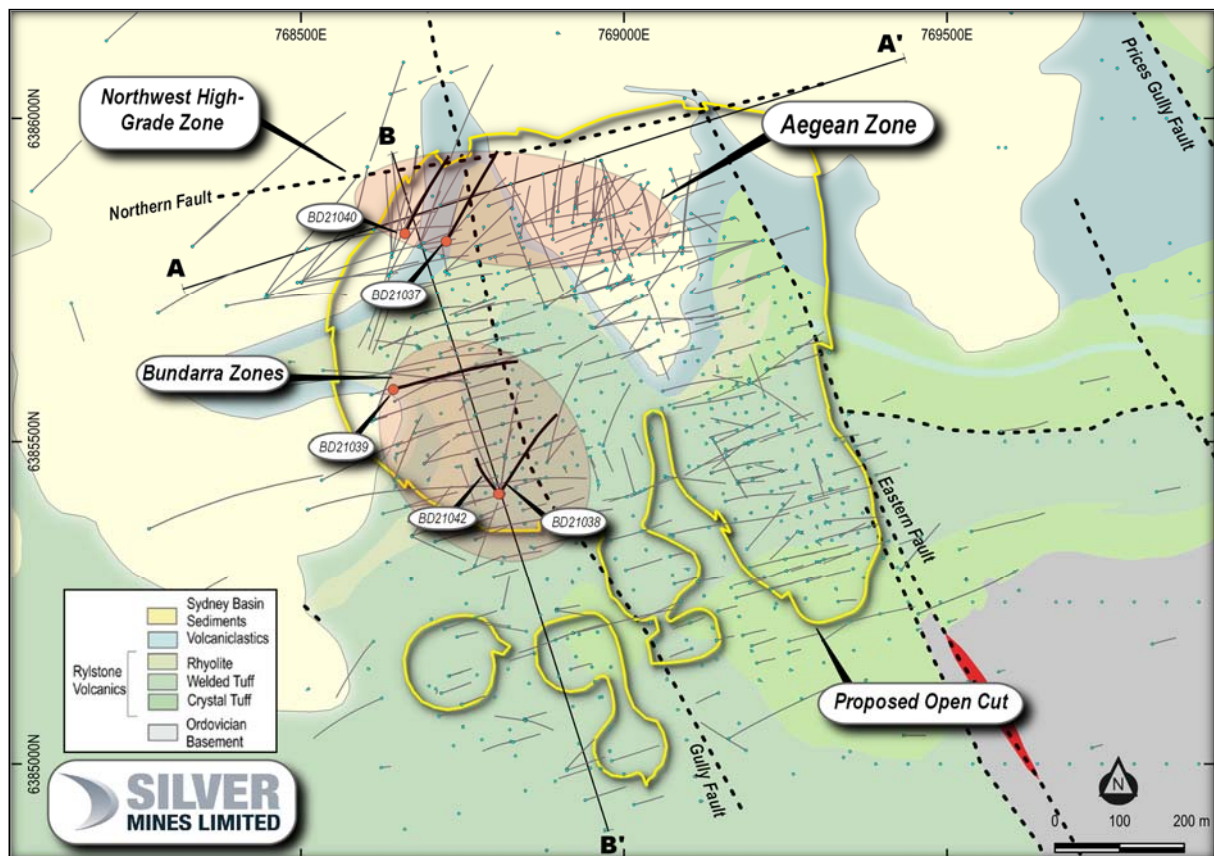 768500E
769000E
769500E
6386000N
6385500N
6385000N
A'
Prices Gully Fault
Northwest High-
Grade Zone
B
Aegean Zone
Northern Fault
BD21040
A
BD21037
Bundarra Zones
BD21039
BD21042
BD21038
Eastern Fault
Gully Fault
Proposed Open Cut
B'
Sydney Basin
Sediments
Volcaniclastics
Rylstone
Volcanics
Rhyolite
Welded Tuff
Crystal Tuff
Ordovician
Basement
SILVER
MINES LIMITED
N
0 100 200 m